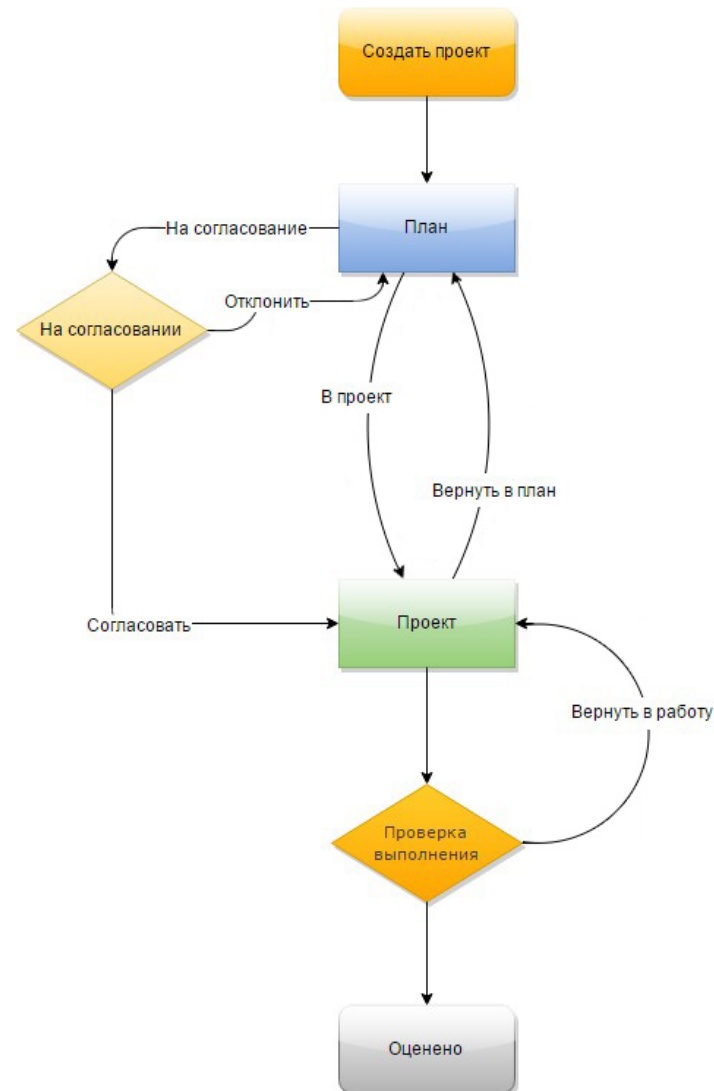 Создать проект
На согласование
План
Отклонить
На согласовании
В проект
Вернуть в план
Согласовать
Проект
Вернуть в работу
Проверка
выполнения
Оценено